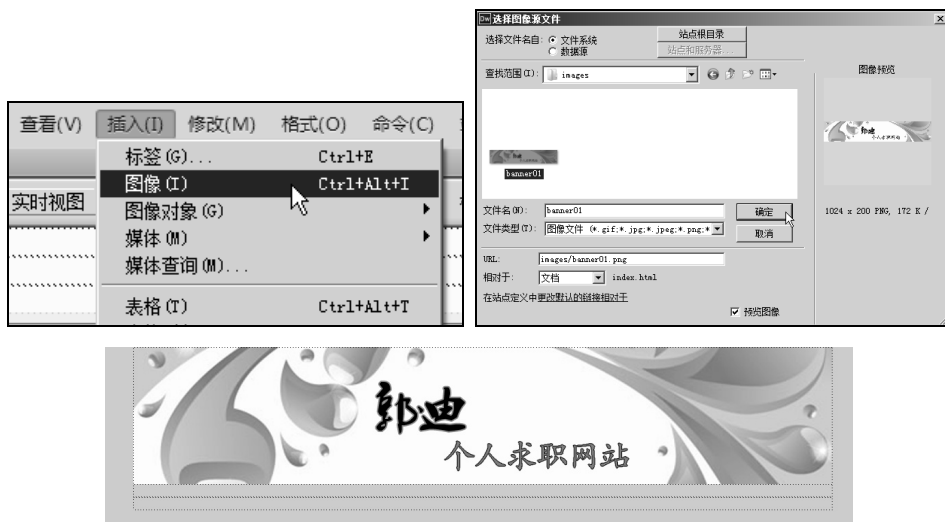 查看(V) 插入(I) 修改(M) 格式(O) 命令(C)
标签(G)... Ctrl+E
实时视图
图像(I) Ctrl+Alt+I
图像对象(G)
媒体(M)
媒体查询(M)...
表格(T) Ctrl+Alt+T
Dw 选择图像源文件
选择文件名自: 文件系统 站点根目录
数据源 站点和服务器...
查找范围(I): images
图像预览
banner01
文件名(N): banner01 确定
1024 x 200 PNG, 172 K /
文件类型(T): 图像文件 (*.gif;*.jpg;*.jpeg;*.png;* 取消
URL: images/banner01.png
相对于: 文档 index.html
在站点定义中更改默认的链接相对于
预览图像
郭迪
个人求职网站